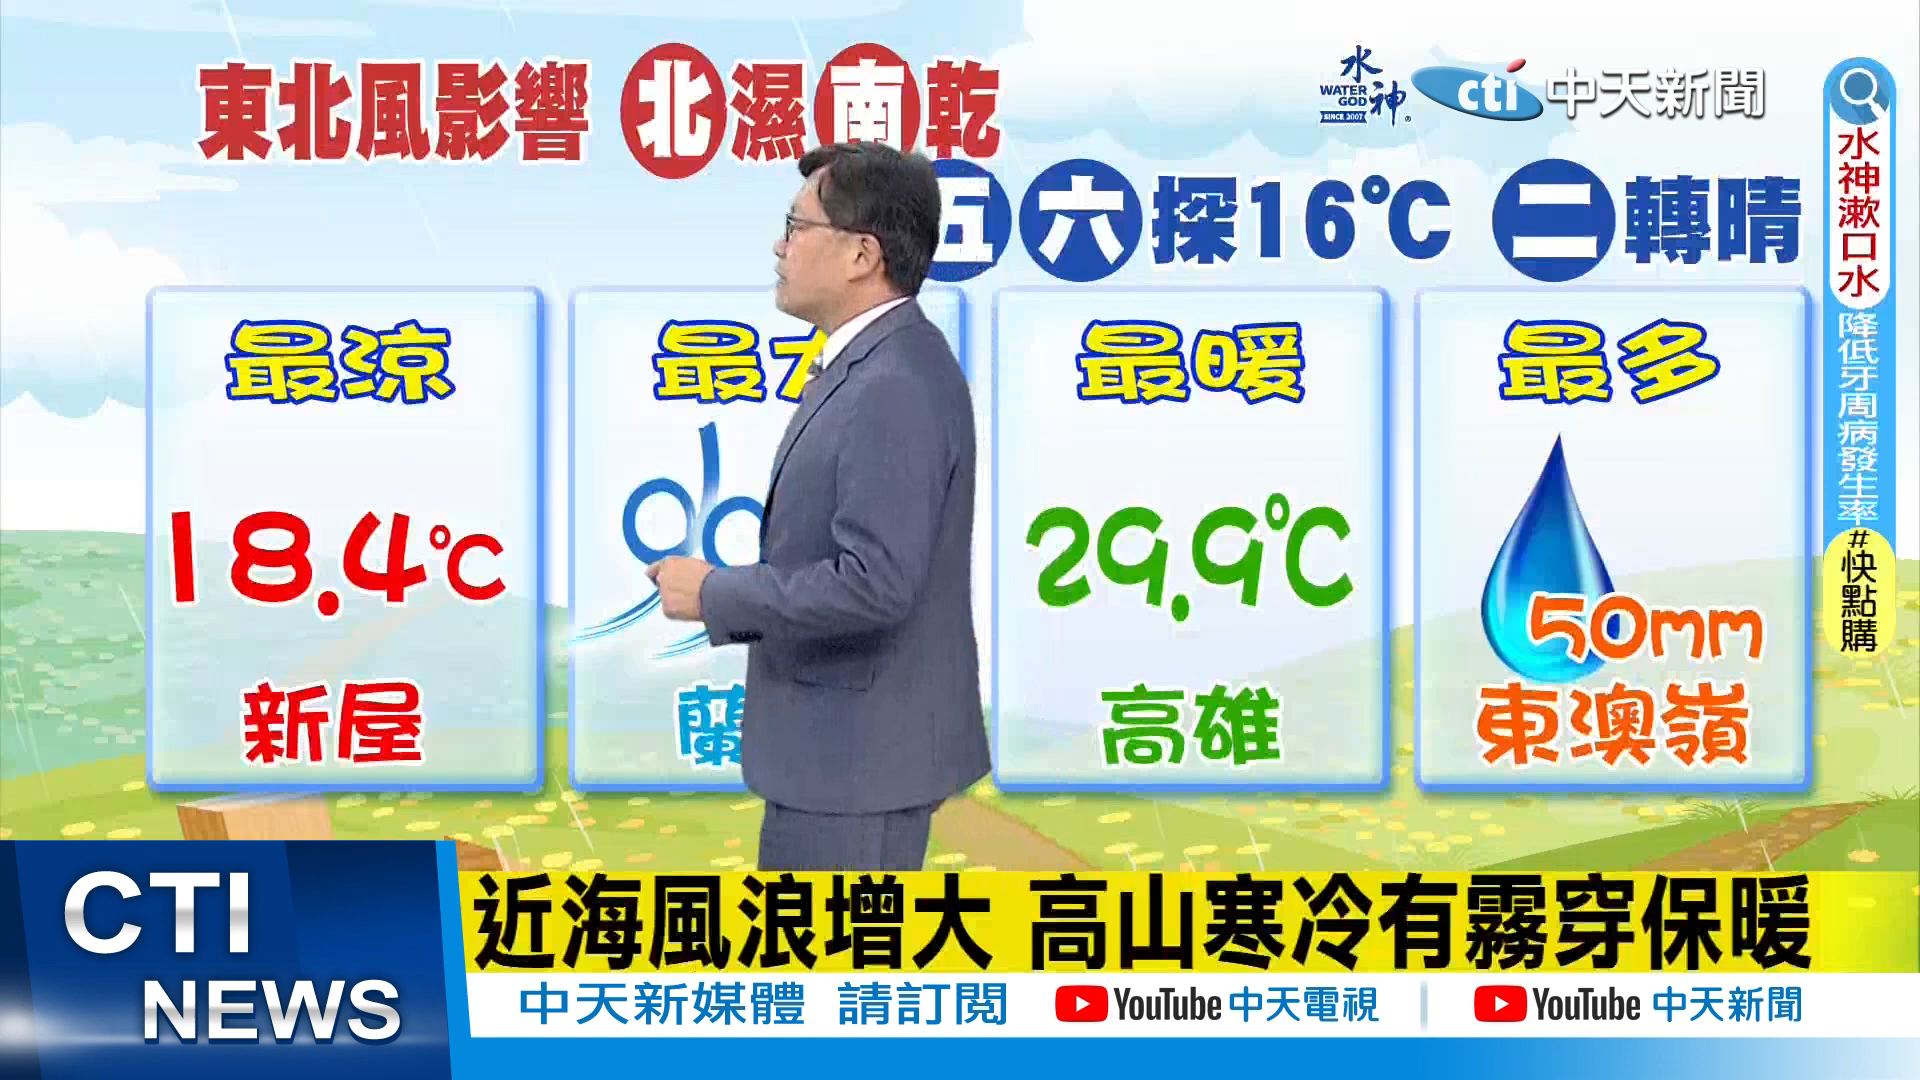 東北風影響 北濕南乾
水神
WATER GOD
SINCE 2007
cti 中天新聞
五六探16℃ 二轉晴
最涼
最大
最暖
最多
18.4℃
29.9℃
50mm
新屋
蘭
高雄
東澳嶺
水神漱口水
降低牙周病發生率
#快點購
CTI NEWS
近海風浪增大 高山寒冷有霧穿保暖
中天新媒體 請訂閱 YouTube 中天電視 | YouTube 中天新聞